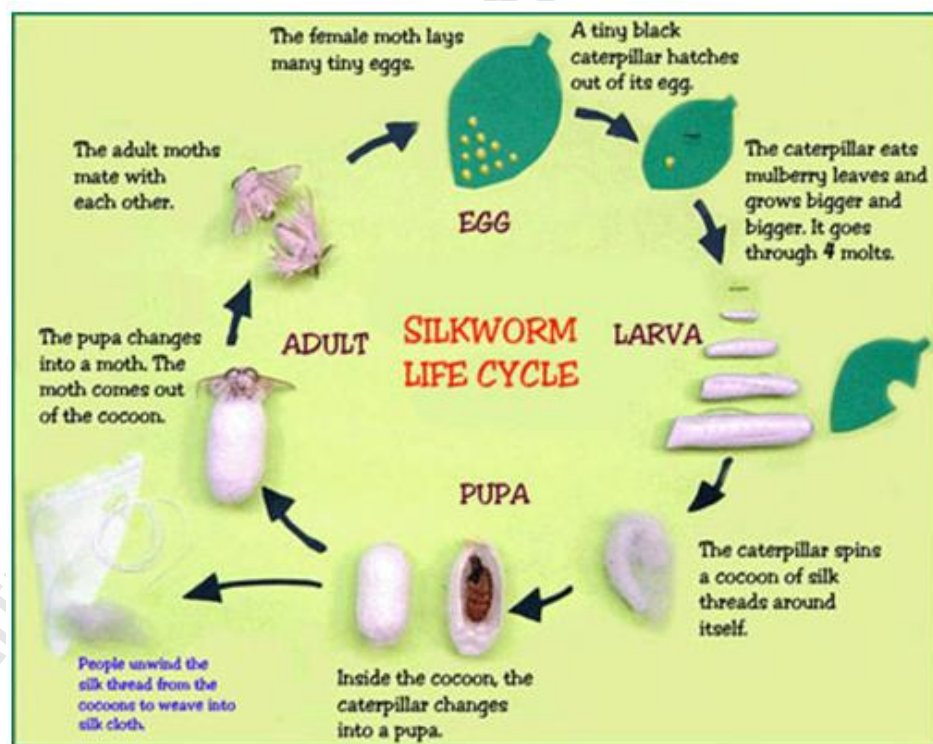 The female moth lays
many tiny eggs.
A tiny black
caterpillar hatches
out of its egg.
The adult moths
mate with
each other.
The caterpillar eats
mulberry leaves and
grows bigger and
bigger. It goes
through 4 molts.
EGG
SILKWORM
LIFE CYCLE
ADULT
LARVA
The pupa changes
into a moth. The
moth comes out
of the cocoon.
PUPA
The caterpillar spins
a cocoon of silk
threads around
itself.
People unwind the
silk thread from the
cocoons to weave into
silk cloth.
Inside the cocoon, the
caterpillar changes
into a pupa.